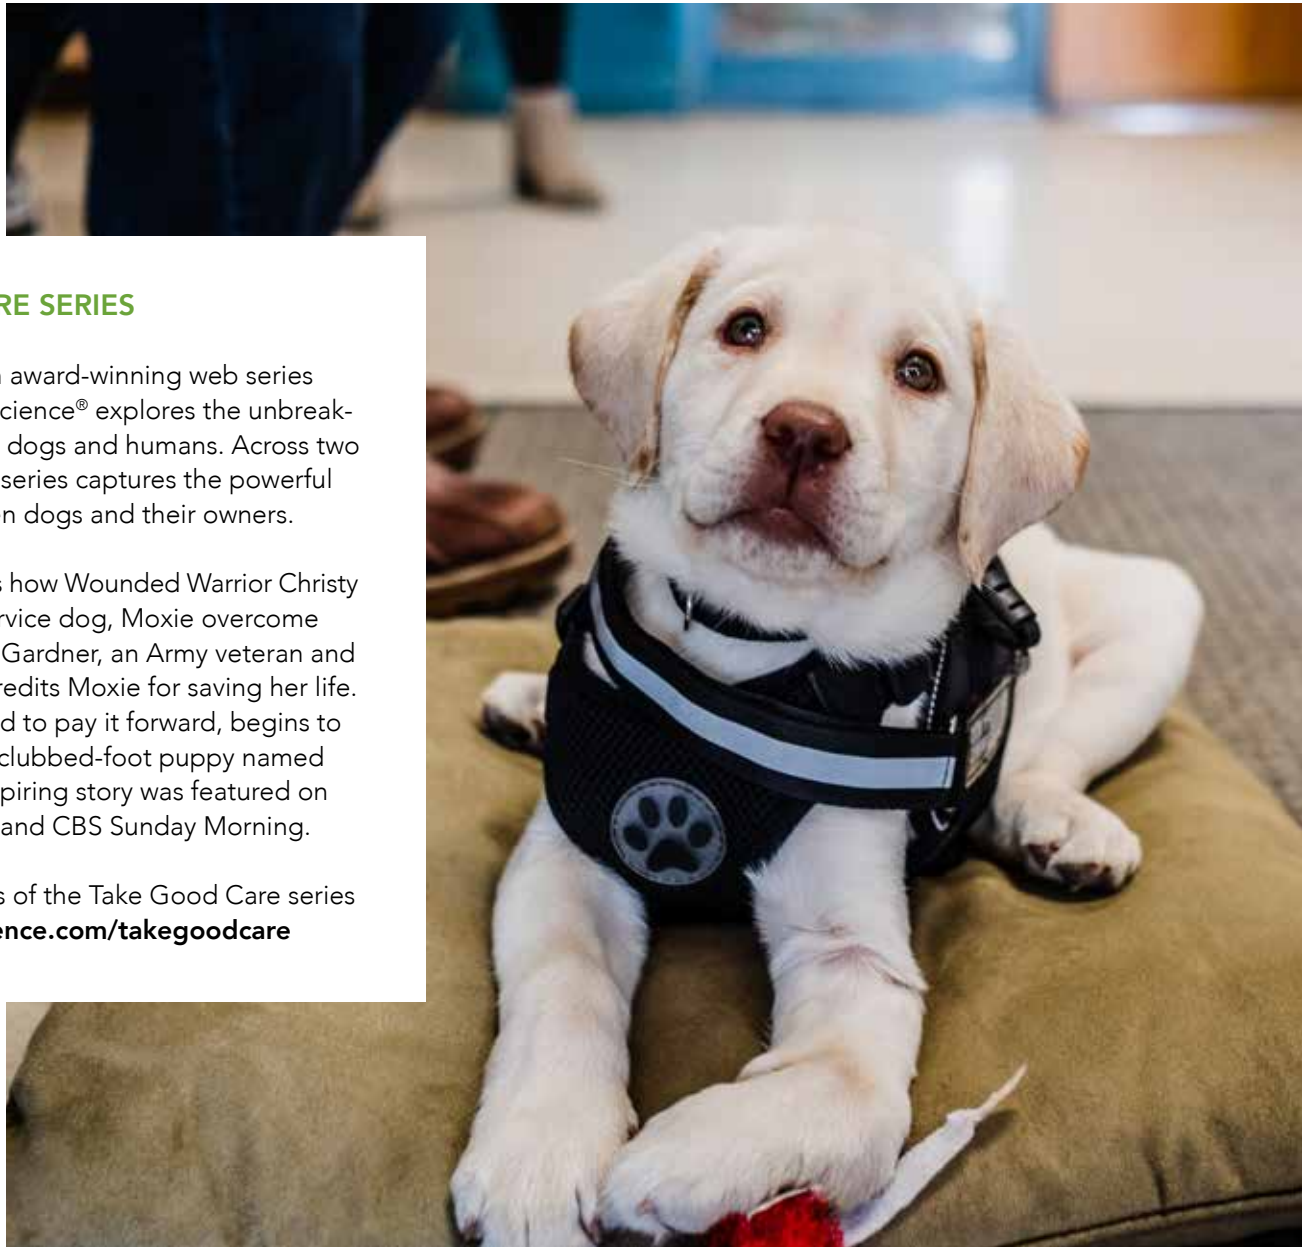 RE SERIES
award-winning web series
cience® explores the unbreak-
dogs and humans. Across two
series captures the powerful
n dogs and their owners.
s how Wounded Warrior Christy
rvice dog, Moxie overcome
Gardner, an Army veteran and
redits Moxie for saving her life.
d to pay it forward, begins to
clubbed-foot puppy named
piring story was featured on
and CBS Sunday Morning.
s of the Take Good Care series
ence.com/takegoodcare